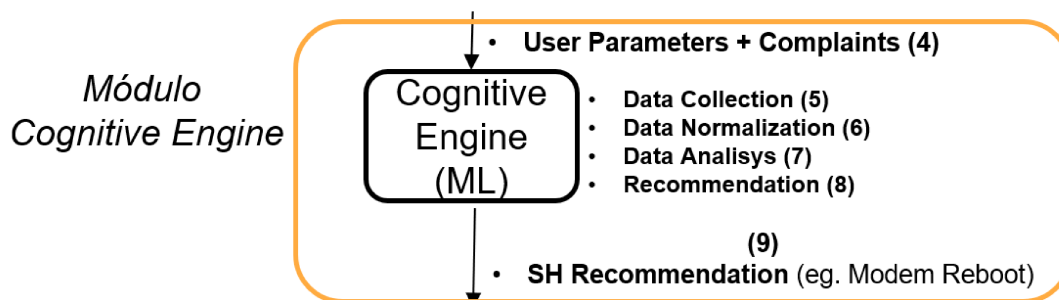 • User Parameters + Complaints (4)
Módulo
Cognitive Engine
Cognitive
Engine
(ML)
• Data Collection (5)
• Data Normalization (6)
• Data Analisys (7)
• Recommendation (8)
(9)
• SH Recommendation (eg. Modem Reboot)